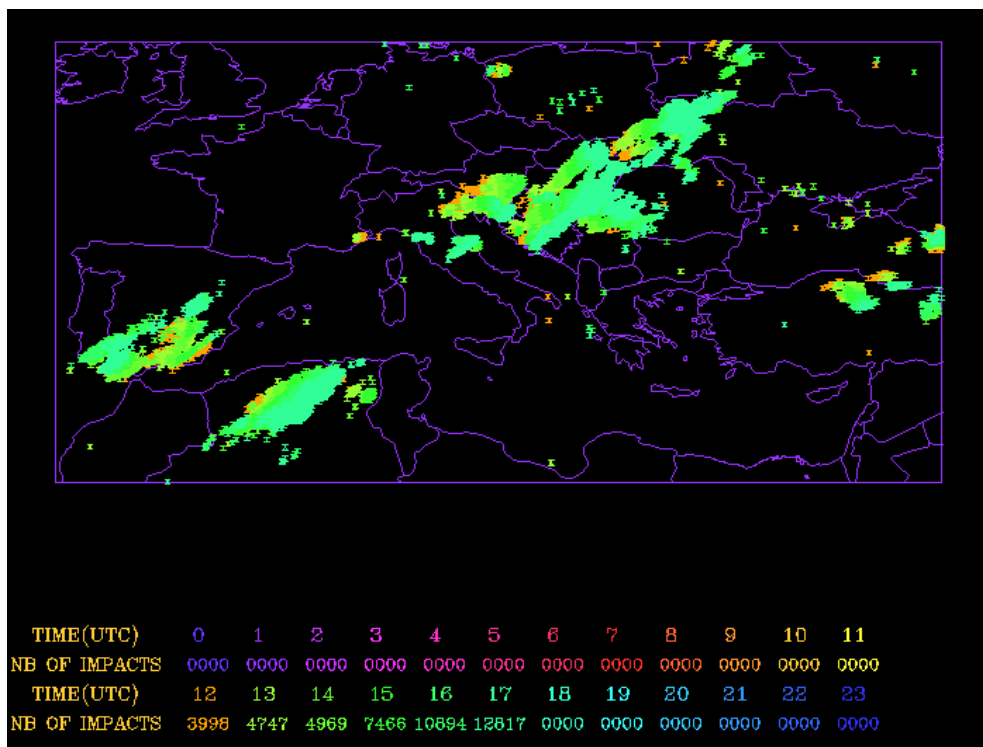 TIME(UTC) 0 1 2 3 4 5 6 7 8 9 10 11
NB OF IMPACTS 0000 0000 0000 0000 0000 0000 0000 0000 0000 0000 0000 0000
TIME(UTC) 12 13 14 15 16 17 18 19 20 21 22 23
NB OF IMPACTS 3998 4747 4969 7466 10894 12817 0000 0000 0000 0000 0000 0000